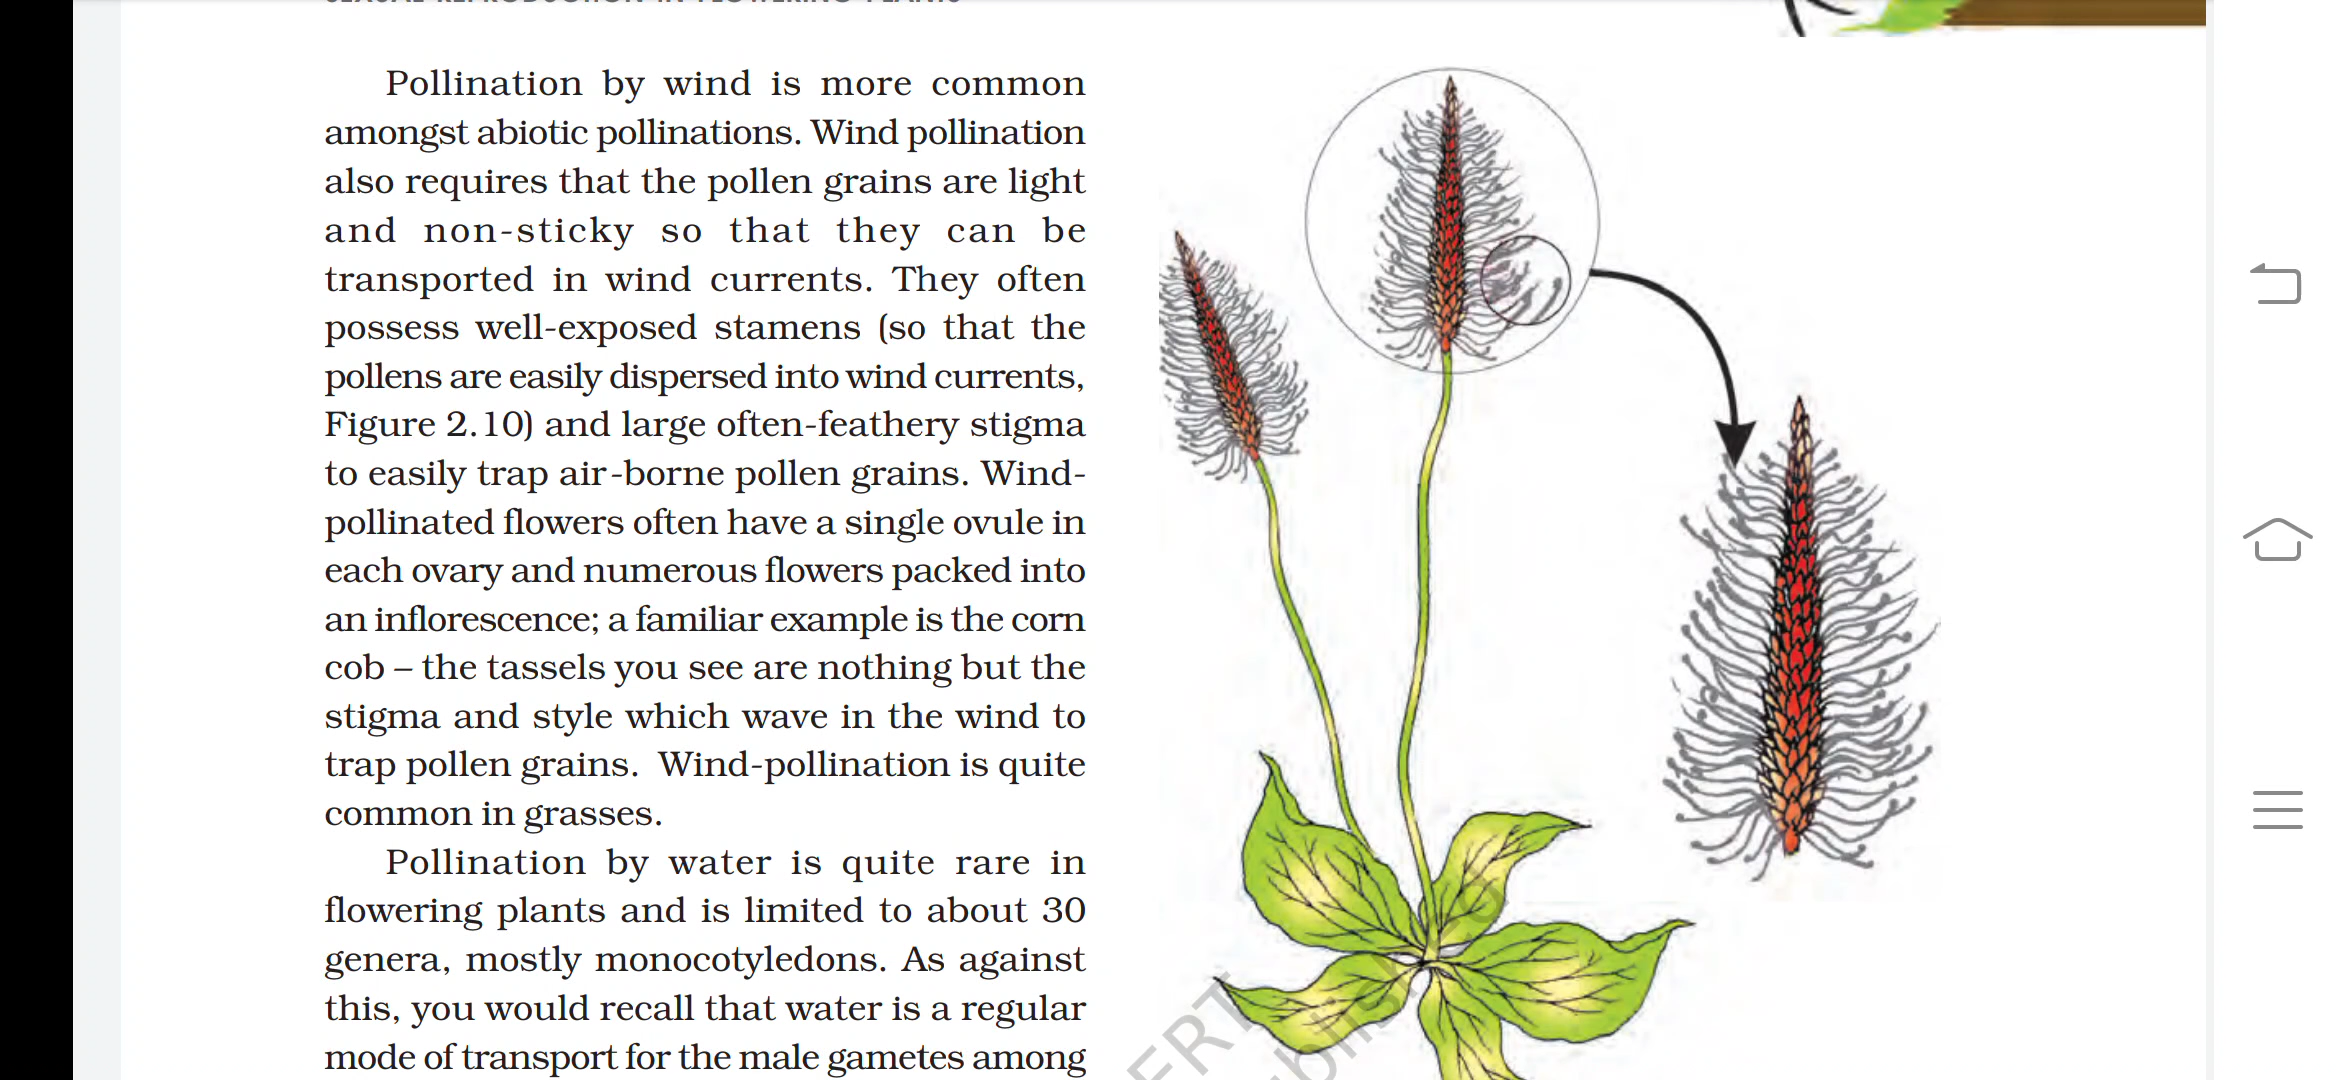 SEXUAL REPRODUCTION IN FLOWERING PLANTS
Pollination by wind is more common
amongst abiotic pollinations. Wind pollination
also requires that the pollen grains are light
and non-sticky so that they can be
transported in wind currents. They often
possess well-exposed stamens (so that the
pollens are easily dispersed into wind currents,
Figure 2.10) and large often-feathery stigma
to easily trap air-borne pollen grains. Wind-
pollinated flowers often have a single ovule in
each ovary and numerous flowers packed into
an inflorescence; a familiar example is the corn
cob – the tassels you see are nothing but the
stigma and style which wave in the wind to
trap pollen grains. Wind-pollination is quite
common in grasses.
Pollination by water is quite rare in
flowering plants and is limited to about 30
genera, mostly monocotyledons. As against
this, you would recall that water is a regular
mode of transport for the male gametes among